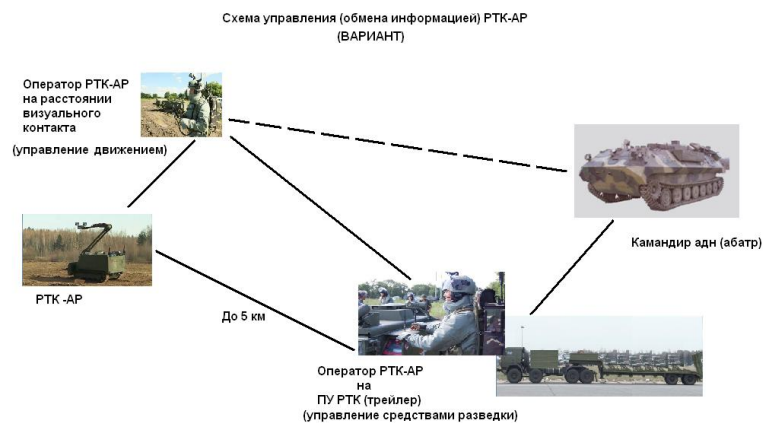 Схема управления (обмена информацией) РТК-АР
(ВАРИАНТ)
Оператор РТК-АР
на расстоянии
визуального
контакта
(управление движением)
Камандир адн (абатр)
РТК -АР
До 5 км
Оператор РТК-АР
на
ПУ РТК (трейлер)
(управление средствами разведки)